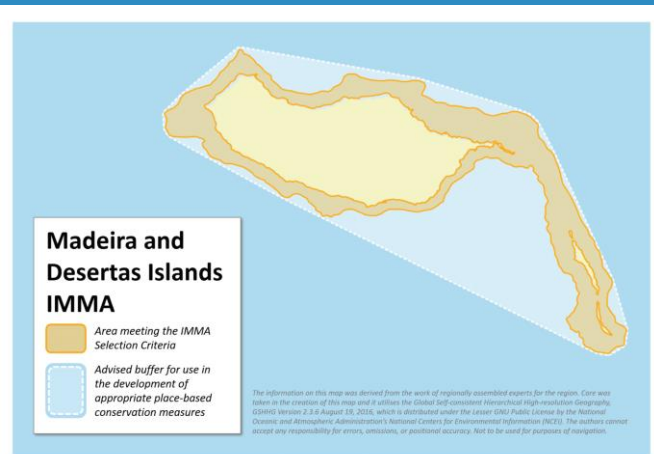 Madeira and
Desertas Islands
IMMA
Area meeting the IMMA
Selection Criteria
Advised buffer for use in
the development of
appropriate place-based
conservation measures
The information on this map was derived from the work of regionally assembled experts for the region. Care was
taken in the creation of this map and it utilises the Global Self-consistent Hierarchical High-resolution Geography,
GSHHG Version 2.3.6 August 19, 2016, which is distributed under the Lesser GNU Public License by the National
Oceanic and Atmospheric Administration's National Centers for Environmental Information (NCEI). The authors cannot
accept any responsibility for errors, omissions, or positional accuracy. Not to be used for purposes of navigation.